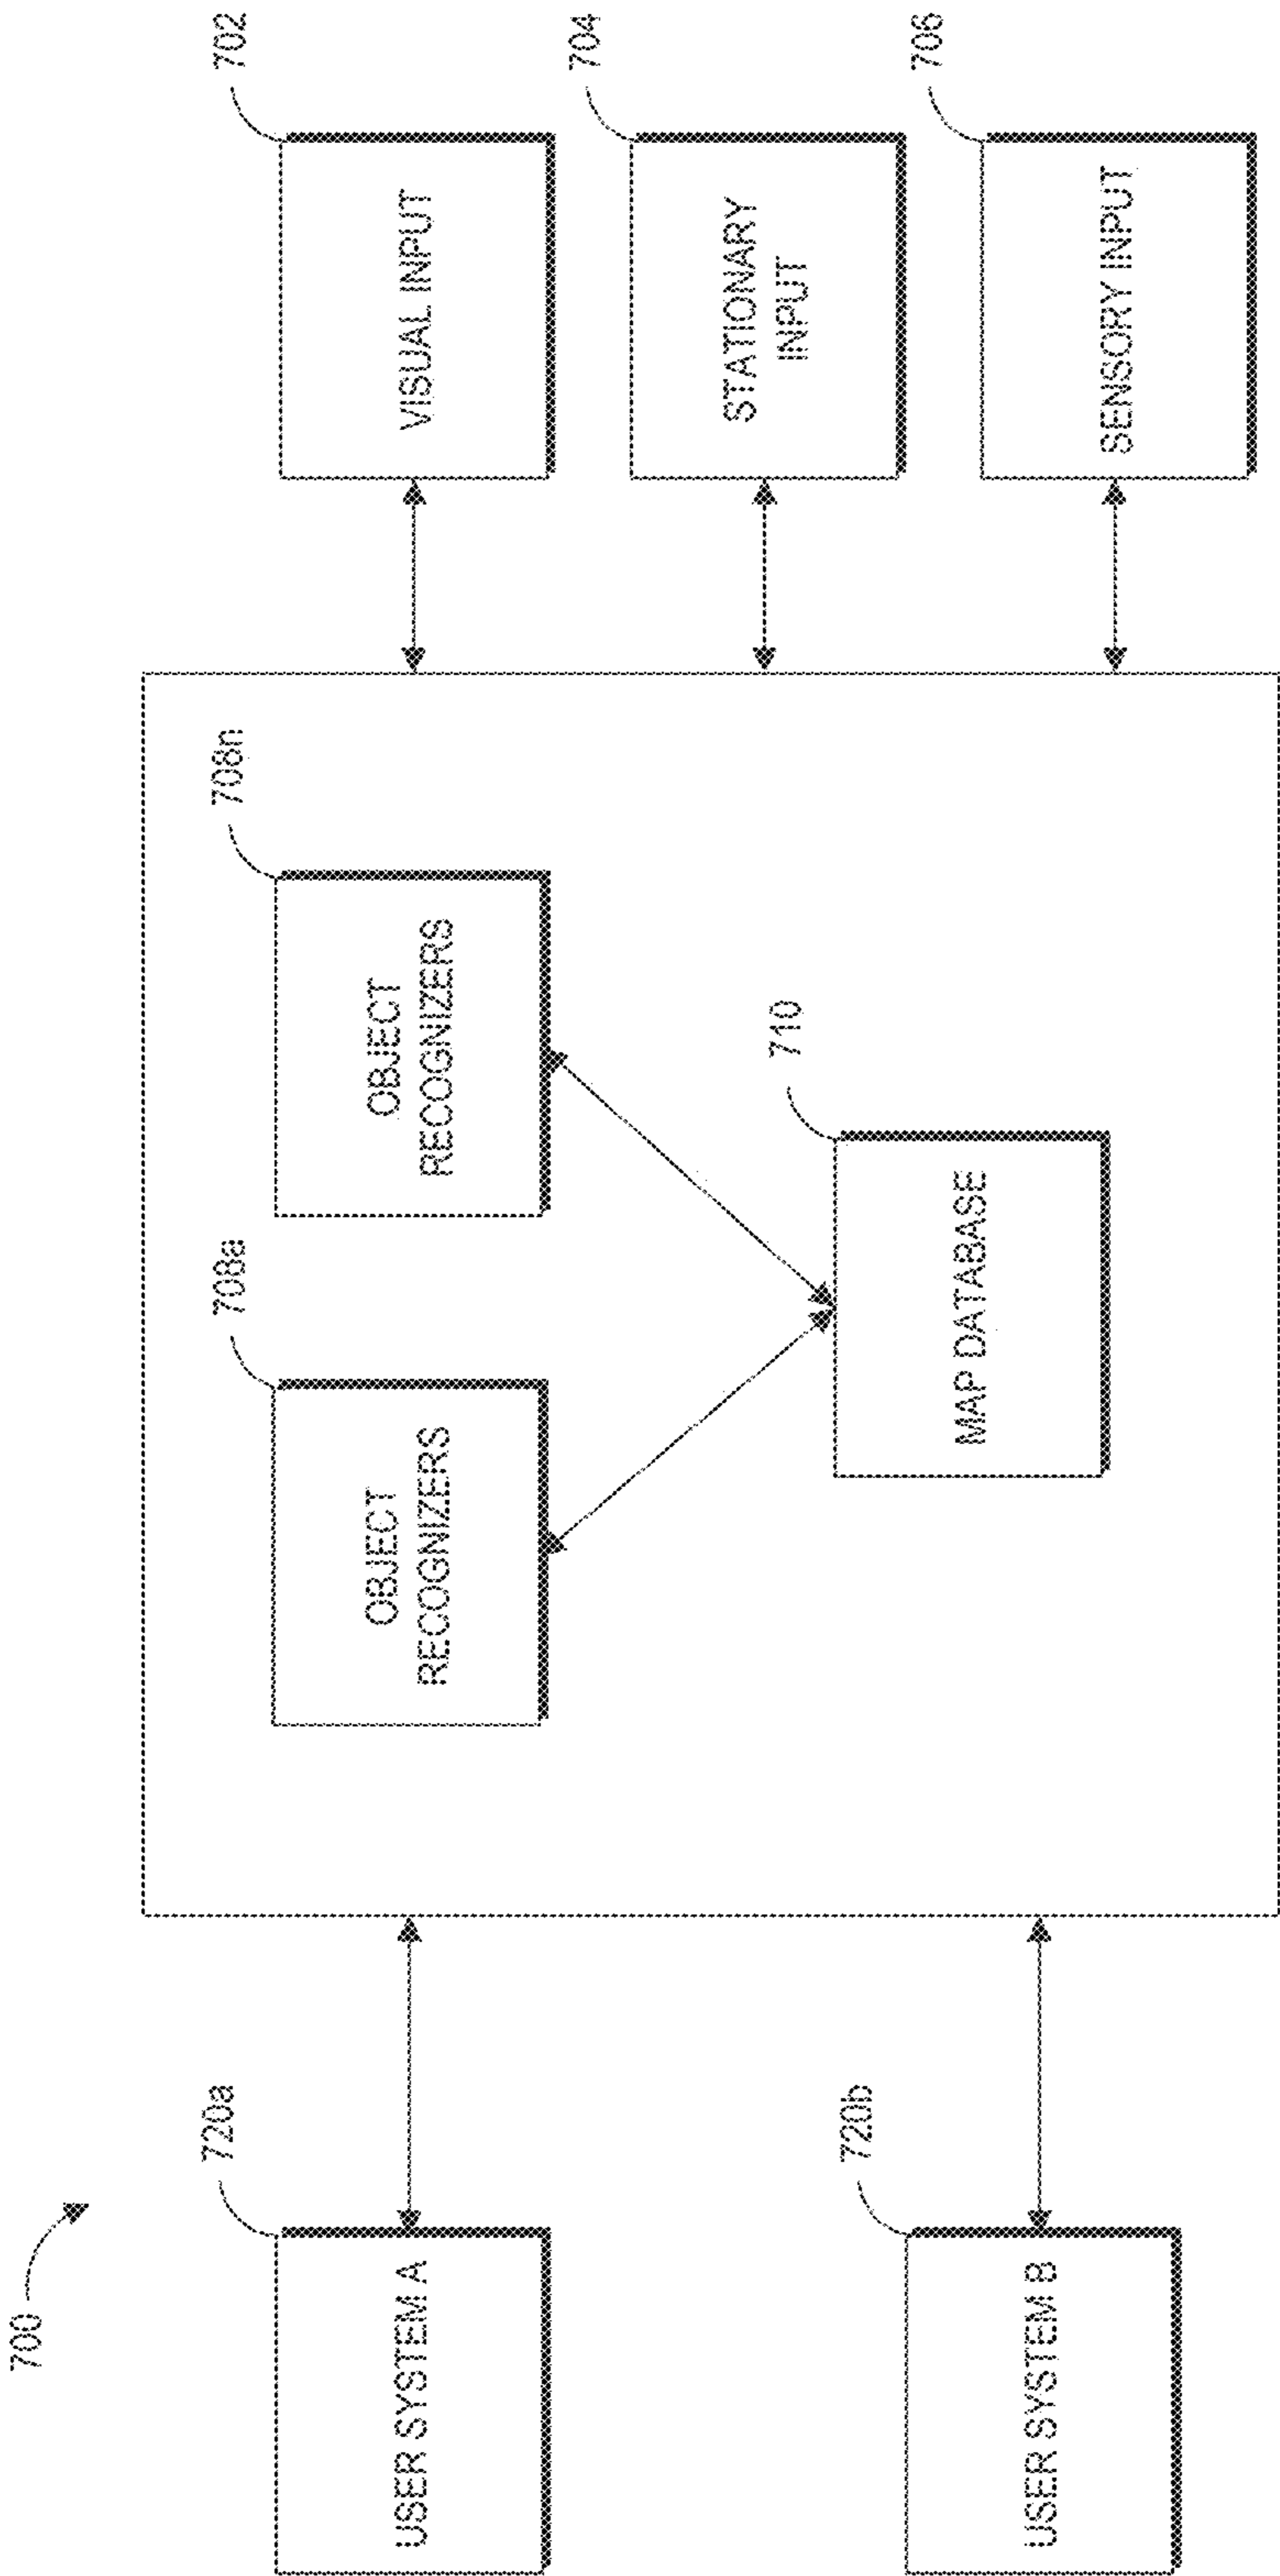 700
720a
USER SYSTEM A
720b
USER SYSTEM B
708a
OBJECT
RECOGNIZERS
708n
OBJECT
RECOGNIZERS
710
MAP DATABASE
702
VISUAL INPUT
704
STATIONARY
INPUT
706
SENSORY INPUT